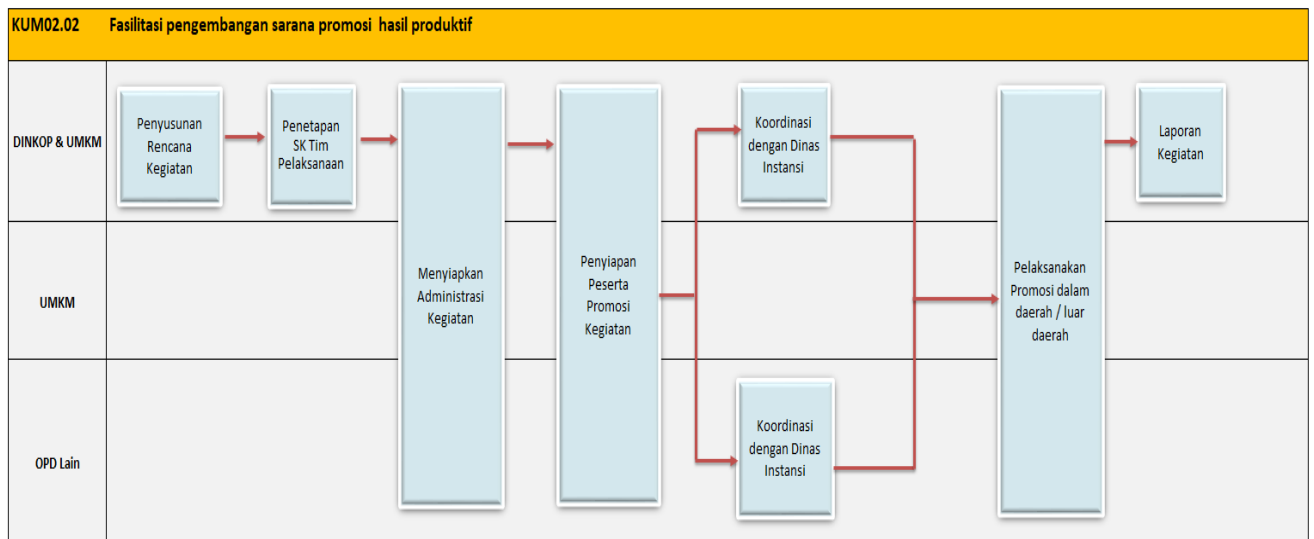 KUM02.02 Fasilitasi pengembangan sarana promosi hasil produktif
DINKOP & UMKM
Penyusunan
Rencana
Kegiatan
Penetapan
SK Tim
Pelaksanaan
Menyiapkan
Administrasi
Kegiatan
Penyiapan
Peserta
Promosi
Kegiatan
Koordinasi
dengan Dinas
Instansi
Pelaksanakan
Promosi dalam
daerah / luar
daerah
Laporan
Kegiatan
UMKM
OPD Lain
Koordinasi
dengan Dinas
Instansi